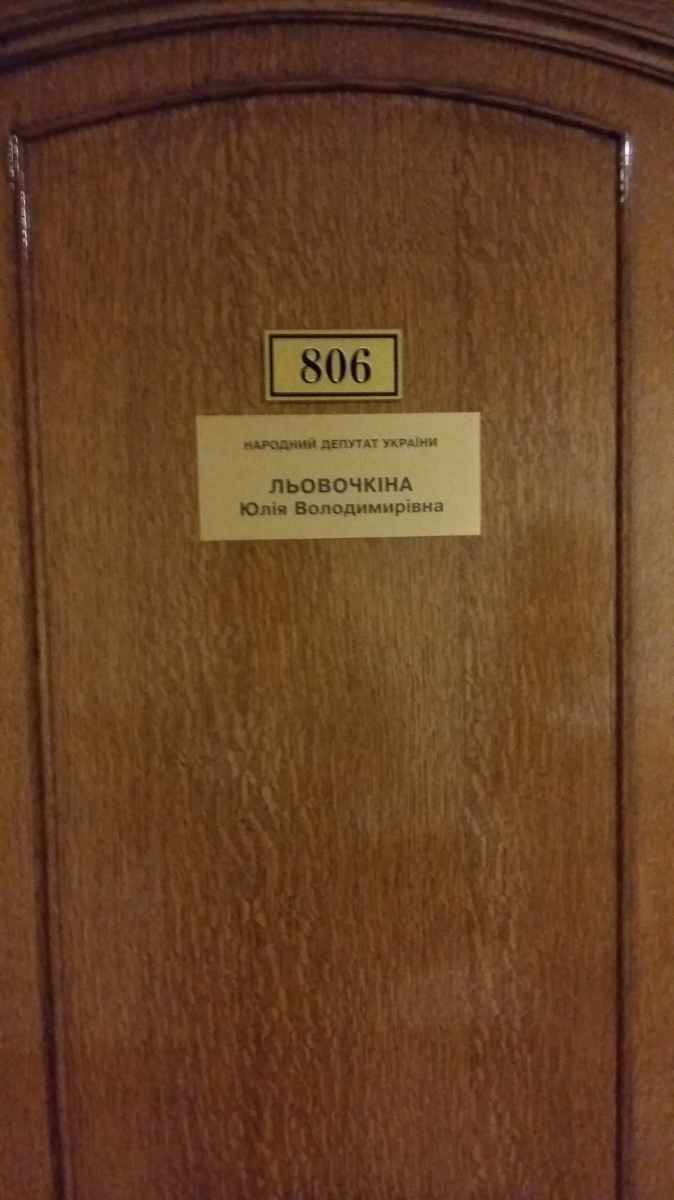 806
НАРОДНИЙ ДЕПУТАТ УКРАЇНИ
ЛЬОВОЧКІНА
Юлія Володимирівна